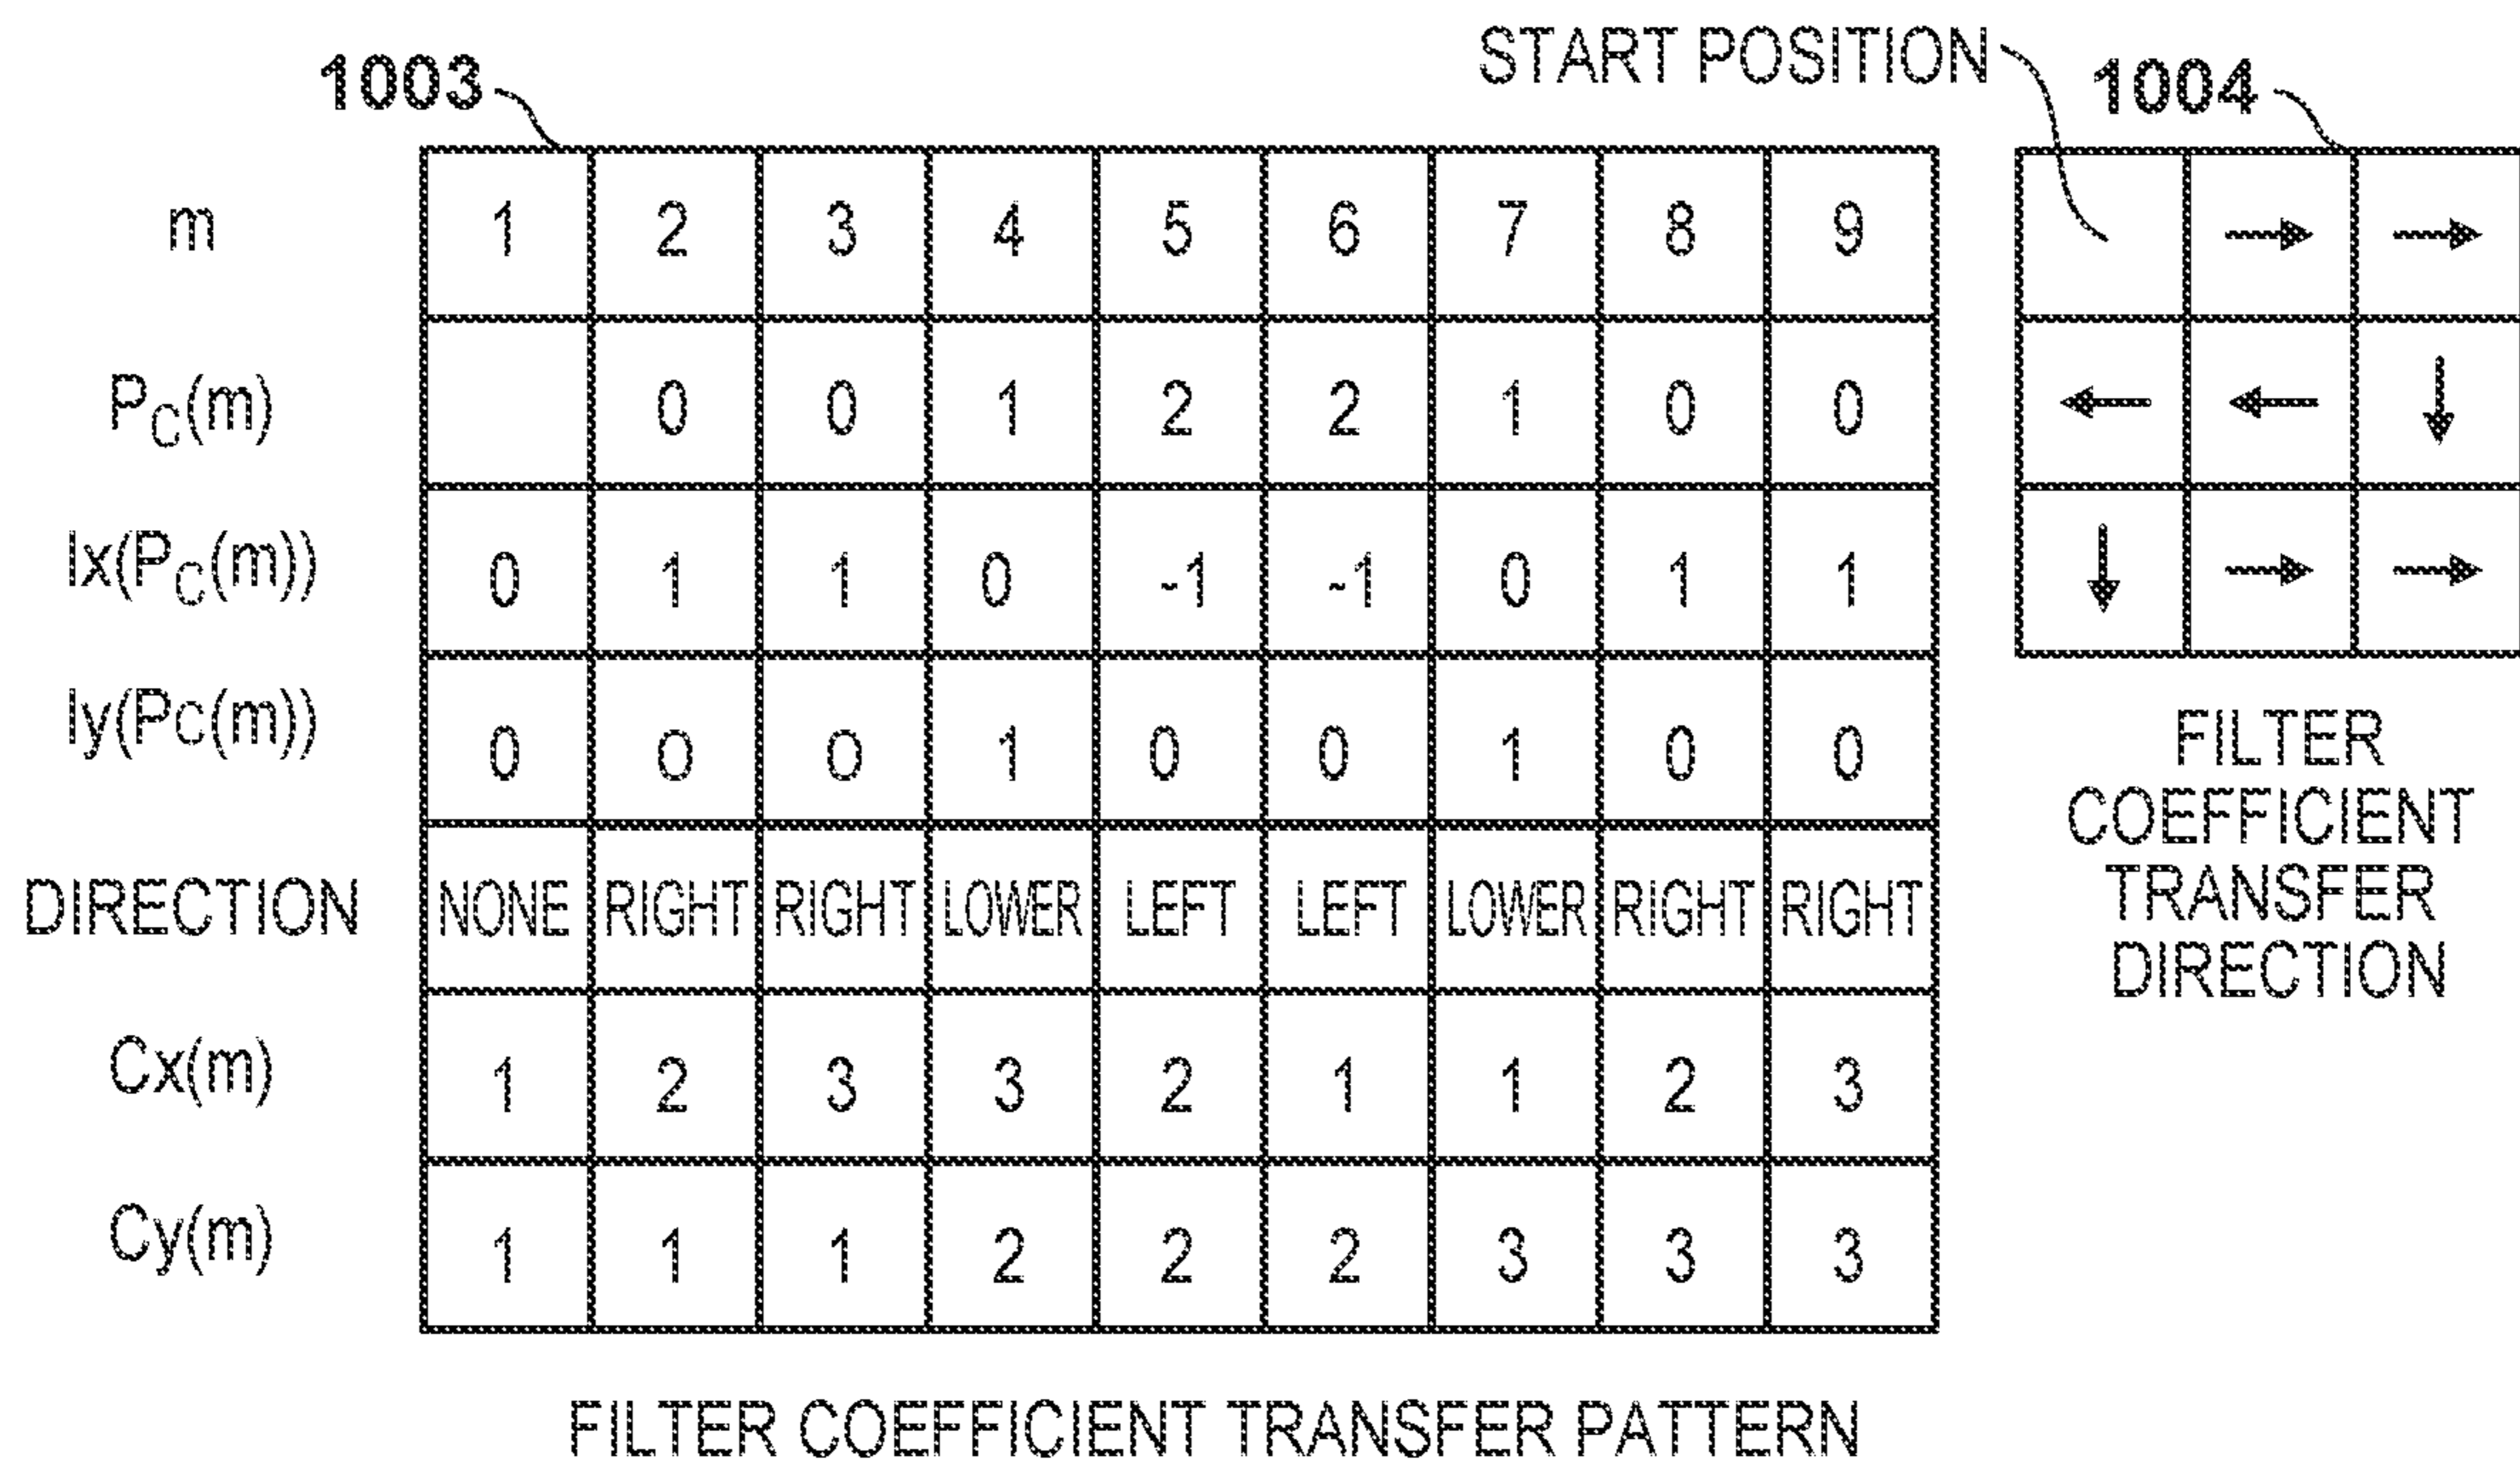 START POSITION
1003
1004
m 1 2 3 4 5 6 7 8 9
PC(m) 0 0 1 2 2 1 0 0
Ix(PC(m)) 0 1 1 0 -1 -1 0 1 1
Iy(Pc(m)) 0 0 0 1 0 0 1 0 0
DIRECTION NONE RIGHT RIGHT LOWER LEFT LEFT LOWER RIGHT RIGHT
Cx(m) 1 2 3 3 2 1 1 2 3
Cy(m) 1 1 1 2 2 2 3 3 3
FILTER COEFFICIENT TRANSFER PATTERN
FILTER
COEFFICIENT
TRANSFER
DIRECTION